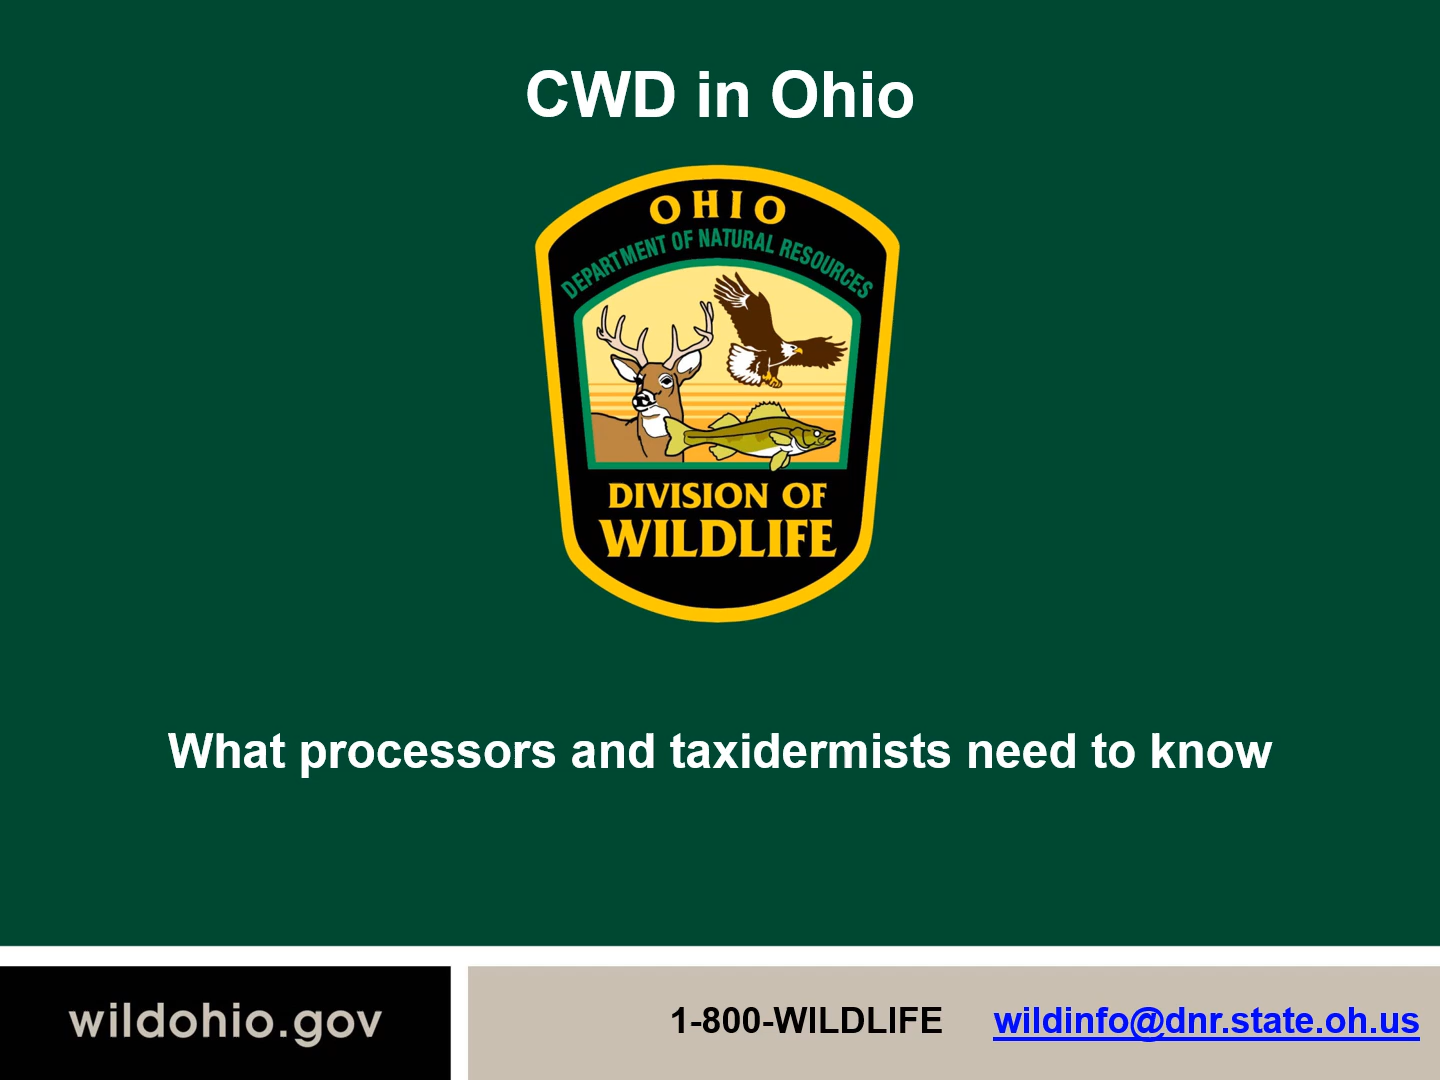 CWD in Ohio
OHIO
DEPARTMENT OF NATURAL RESOURCES
DIVISION OF
WILDLIFE
What processors and taxidermists need to know
wildohio.gov
1-800-WILDLIFE wildinfo@dnr.state.oh.us